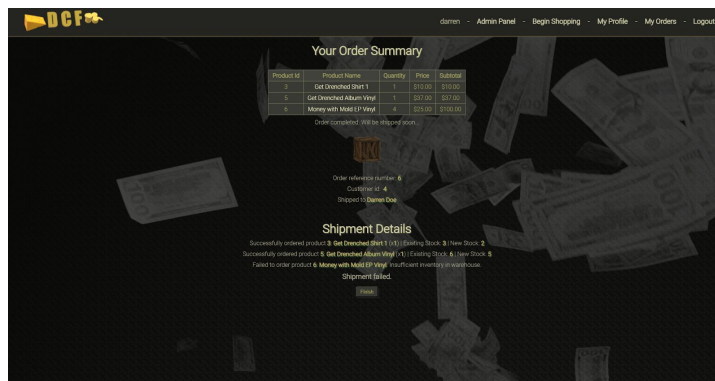 DCF
darren - Admin Panel - Begin Shopping - My Profile - My Orders - Logout
Your Order Summary
Product Id Product Name Quantity Price Subtotal
3 Get Drenched Shirt 1 1 $10.00 $10.00
5 Get Drenched Album Vinyl 1 $37.00 $37.00
6 Money with Mold EP Vinyl 4 $25.00 $100.00
Order completed. Will be shipped soon...
Order reference number: 6
Customer id: 4
Shipped to Darren Doe
Shipment Details
Successfully ordered product 3: Get Drenched Shirt 1 (x1) | Existing Stock: 3 | New Stock: 2
Successfully ordered product 5: Get Drenched Album Vinyl (x1) | Existing Stock: 6 | New Stock: 5
Failed to order product 6: Money with Mold EP Vinyl. Insufficient inventory in warehouse.
Shipment failed.
Finish